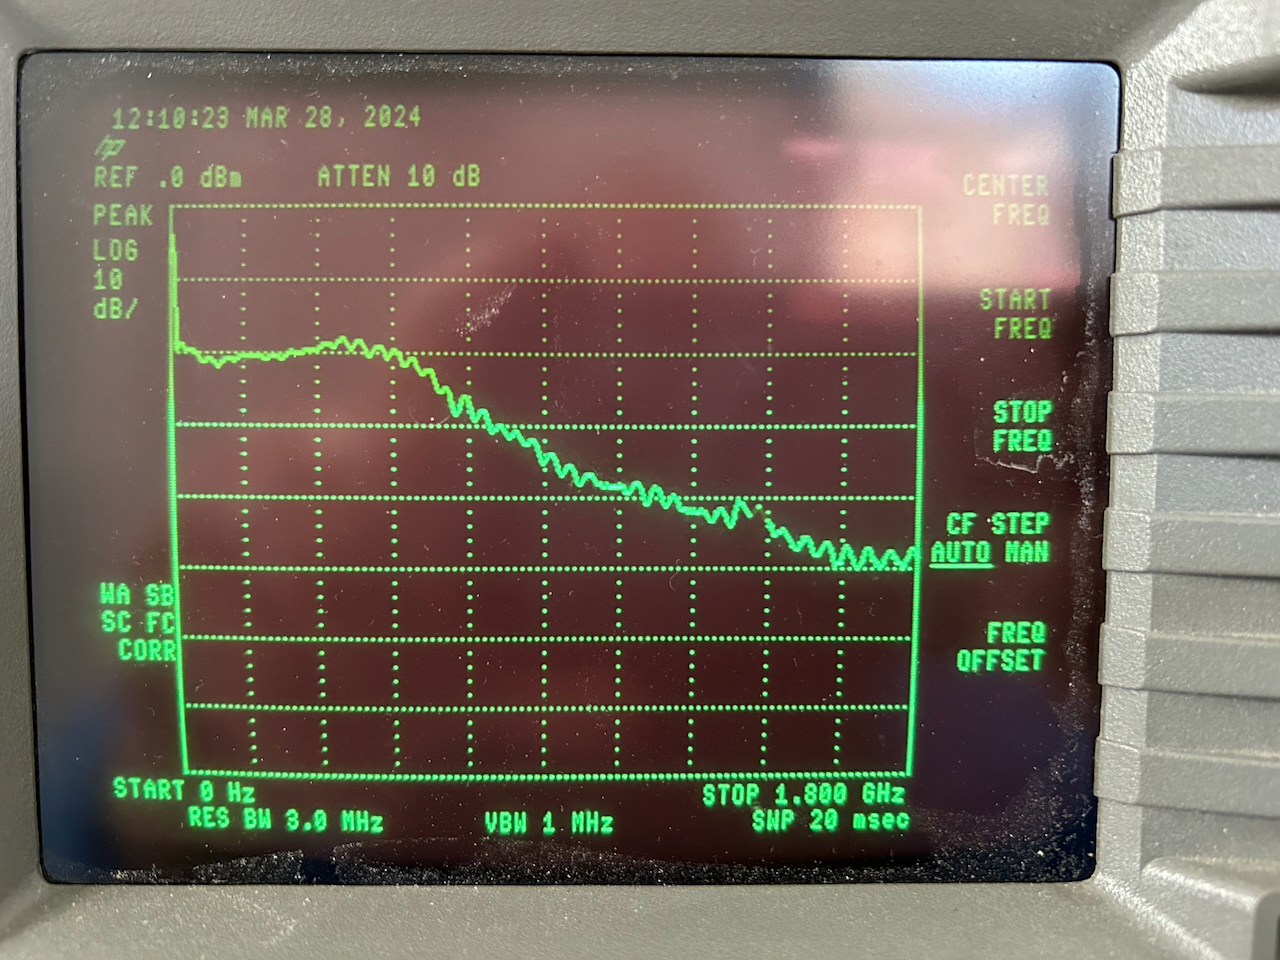 12:10:23 MAR 28, 2024
hp
REF .0 dBm ATTEN 10 dB
PEAK
LOG
10
dB/
WA SB
SC FC
CORR
START 0 Hz STOP 1.800 GHz
RES BW 3.0 MHz VBW 1 MHz SWP 20 msec
CENTER
FREQ
START
FREQ
STOP
FREQ
CF STEP
AUTO MAN
FREQ
OFFSET